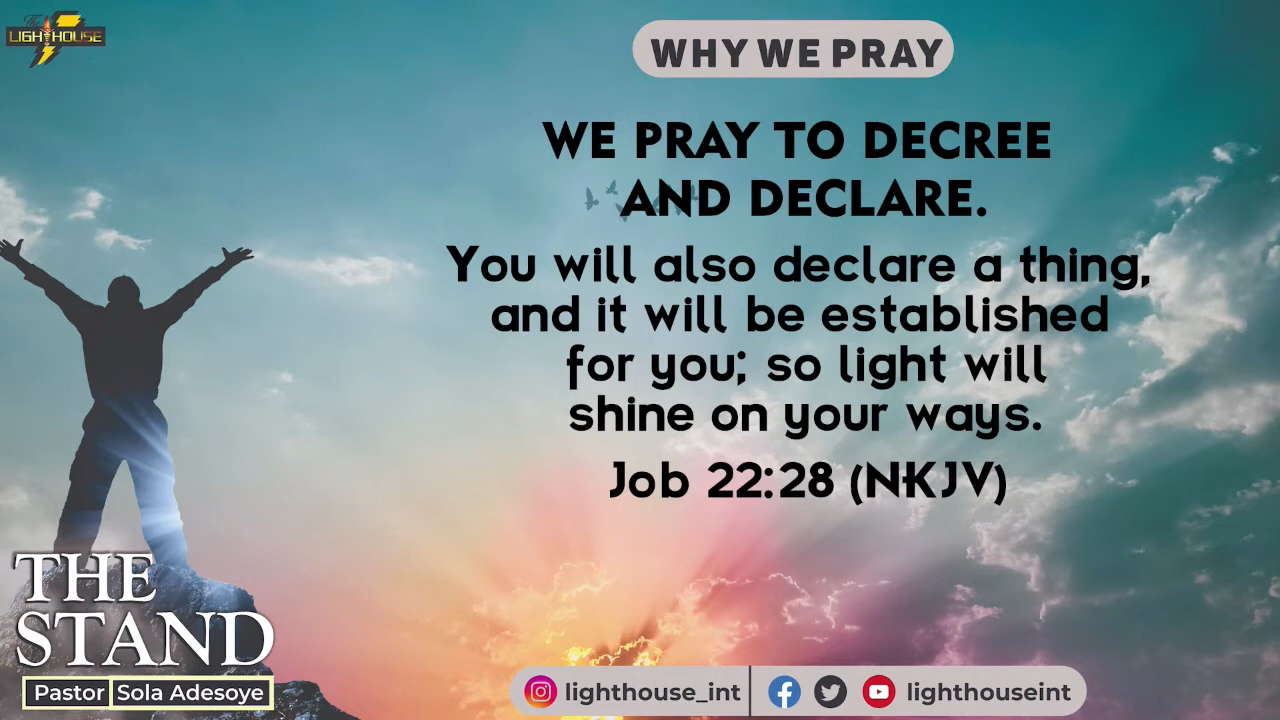 The
LIGHTHOUSE
WHY WE PRAY
WE PRAY TO DECREE
AND DECLARE.
You will also declare a thing,
and it will be established
for you; so light will
shine on your ways.
Job 22:28 (NKJV)
THE
STAND
Pastor Sola Adesoye
lighthouse_int lighthouseint